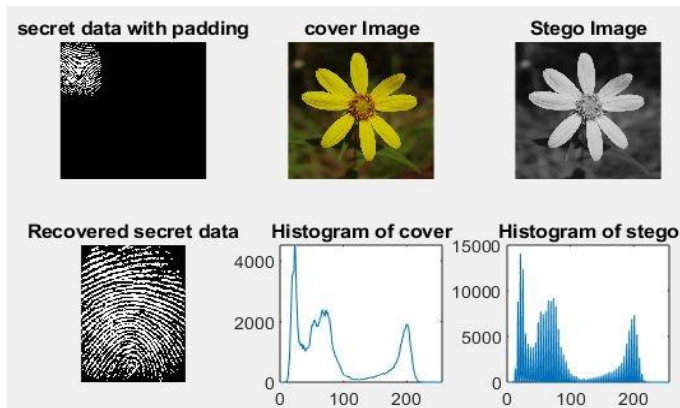 secret data with padding
cover Image
Stego Image
Recovered secret data
Histogram of cover
Histogram of stego
4000
2000
0
0
100
200
15000
10000
5000
0
0
100
200